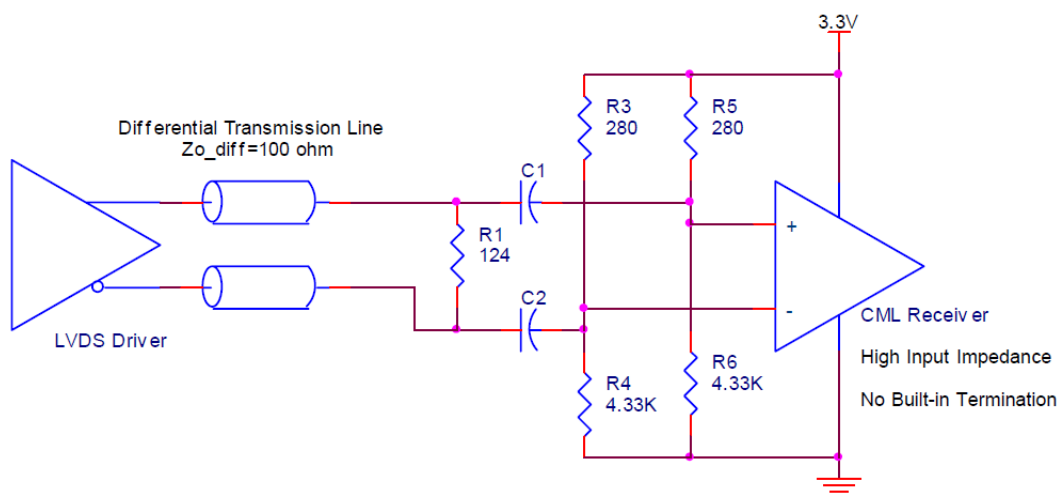 3.3V
R3
280
R5
280
Differential Transmission Line
Zo_diff=100 ohm
C1
R1
124
+
-
C2
LVDS Driver
CML Receiver
High Input Impedance
No Built-in Termination
R4
4.33K
R6
4.33K